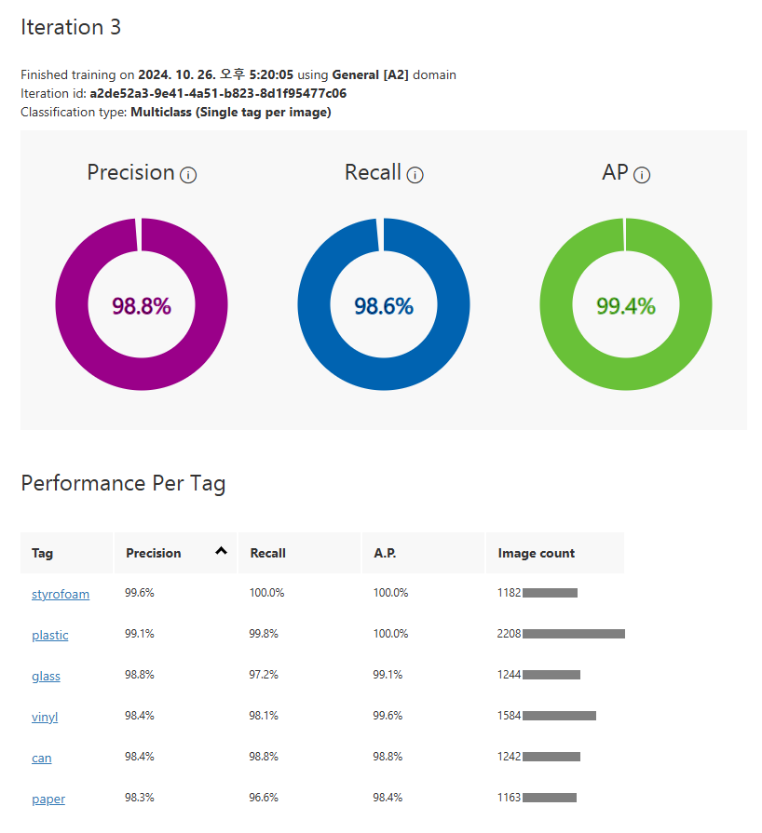 Iteration 3
Finished training on 2024. 10. 26. 오후 5:20:05 using General [A2] domain
Iteration id: a2de52a3-9e41-4a51-b823-8d1f95477c06
Classification type: Multiclass (Single tag per image)
Precision Recall AP
98.8% 98.6% 99.4%
Performance Per Tag
Tag Precision Recall A.P. Image count
styrofoam 99.6% 100.0% 100.0% 1182
plastic 99.1% 99.8% 100.0% 2208
glass 98.8% 97.2% 99.1% 1244
vinyl 98.4% 98.1% 99.6% 1584
can 98.4% 98.8% 98.8% 1242
paper 98.3% 96.6% 98.4% 1163